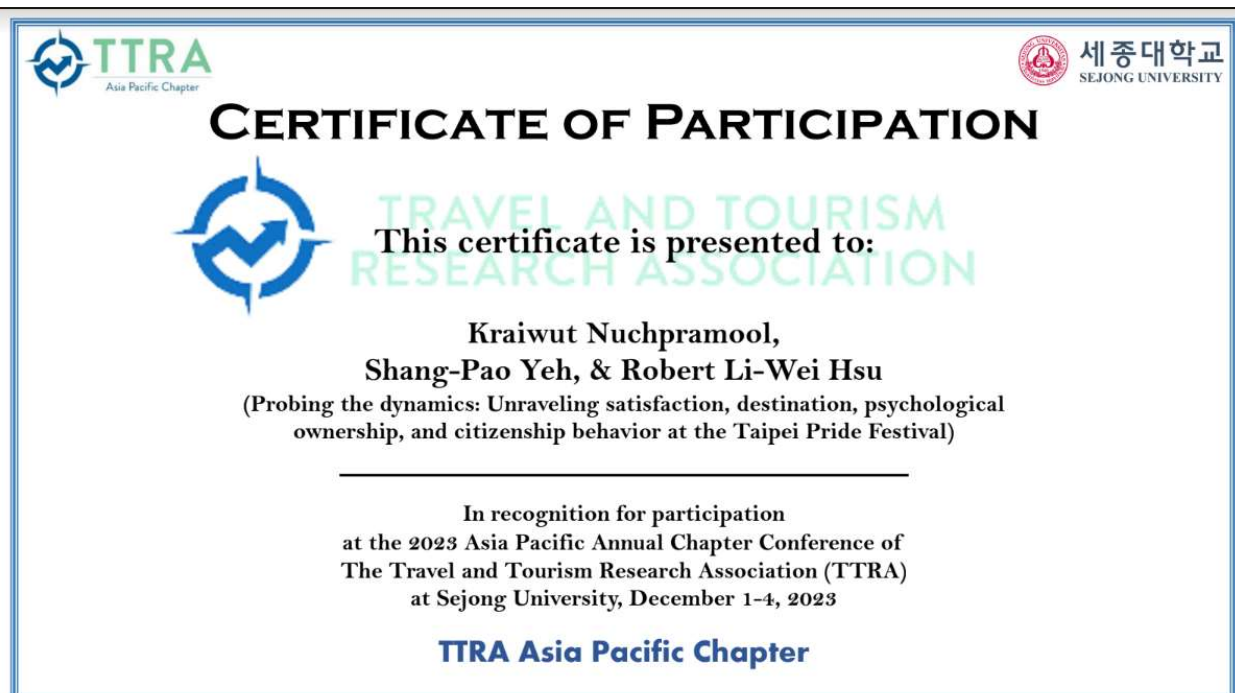 TTRA
Asia Pacific Chapter
세종대학교
SEJONG UNIVERSITY
CERTIFICATE OF PARTICIPATION
TRAVEL AND TOURISM
RESEARCH ASSOCIATION
This certificate is presented to:
Kraiwut Nuchpramool,
Shang-Pao Yeh, & Robert Li-Wei Hsu
(Probing the dynamics: Unraveling satisfaction, destination, psychological
ownership, and citizenship behavior at the Taipei Pride Festival)
In recognition for participation
at the 2023 Asia Pacific Annual Chapter Conference of
The Travel and Tourism Research Association (TTRA)
at Sejong University, December 1-4, 2023
TTRA Asia Pacific Chapter